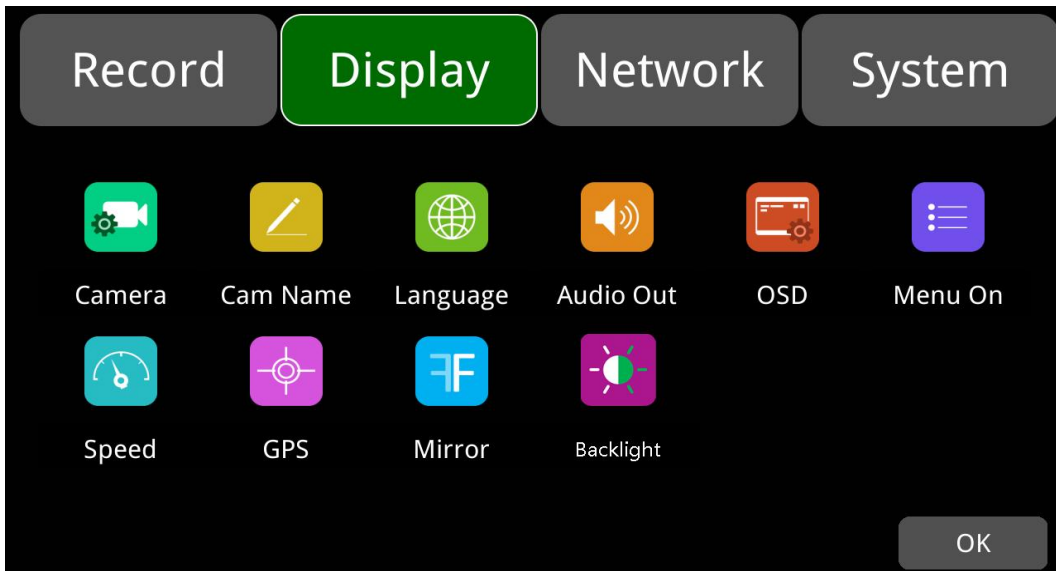 Record Display Network System
Camera Cam Name Language Audio Out OSD Menu On
Speed GPS Mirror Backlight
OK